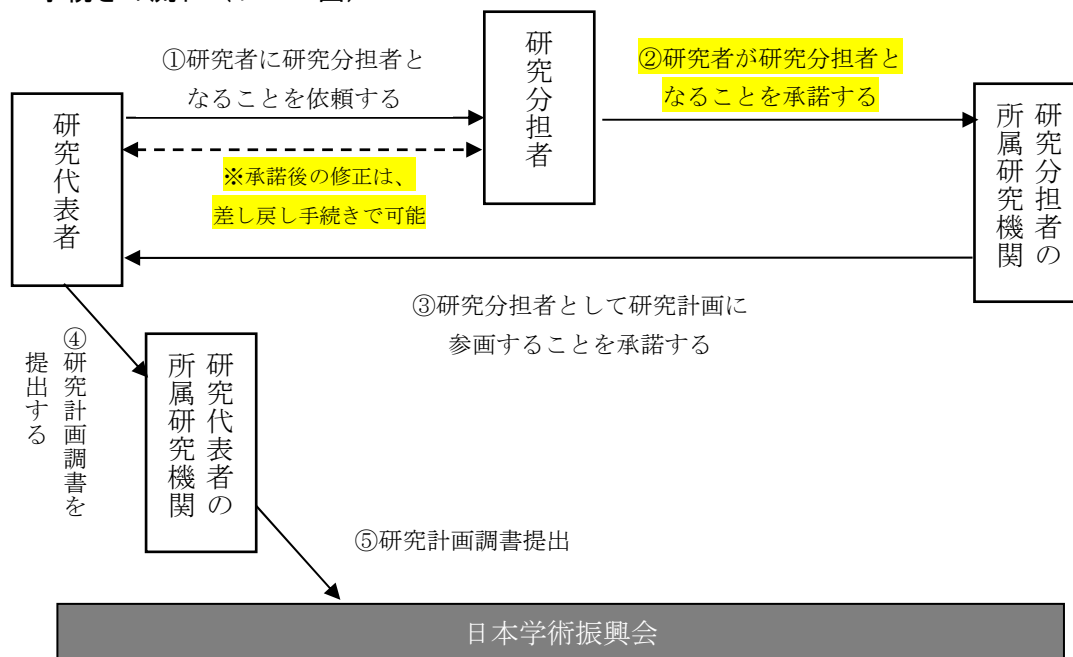 ①研究者に研究分担者と
なることを依頼する
研究分担者
②研究者が研究分担者と
なることを承諾する
研究代表者
※承諾後の修正は、
差し戻し手続きで可能
研究分担者の
所属研究機関
③研究分担者として研究計画に
参画することを承諾する
④研究計画調書を
提出する
研究代表者の
所属研究機関
⑤研究計画調書提出
日本学術振興会